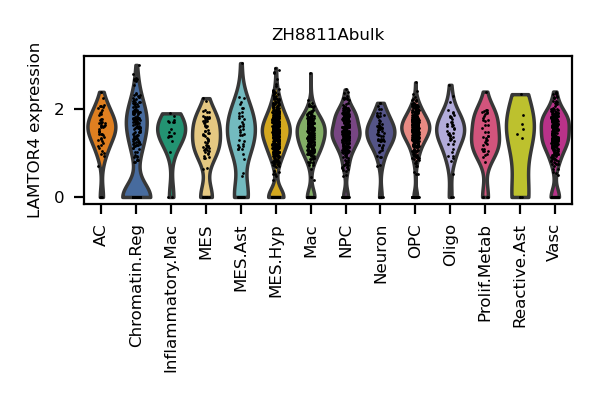 ZH8811Abulk
LAMTOR4 expression
2
0
AC
Chromatin.Reg
Inflammatory.Mac
MES
MES.Ast
MES.Hyp
Mac
NPC
Neuron
OPC
Oligo
Prolif.Metab
Reactive.Ast
Vasc